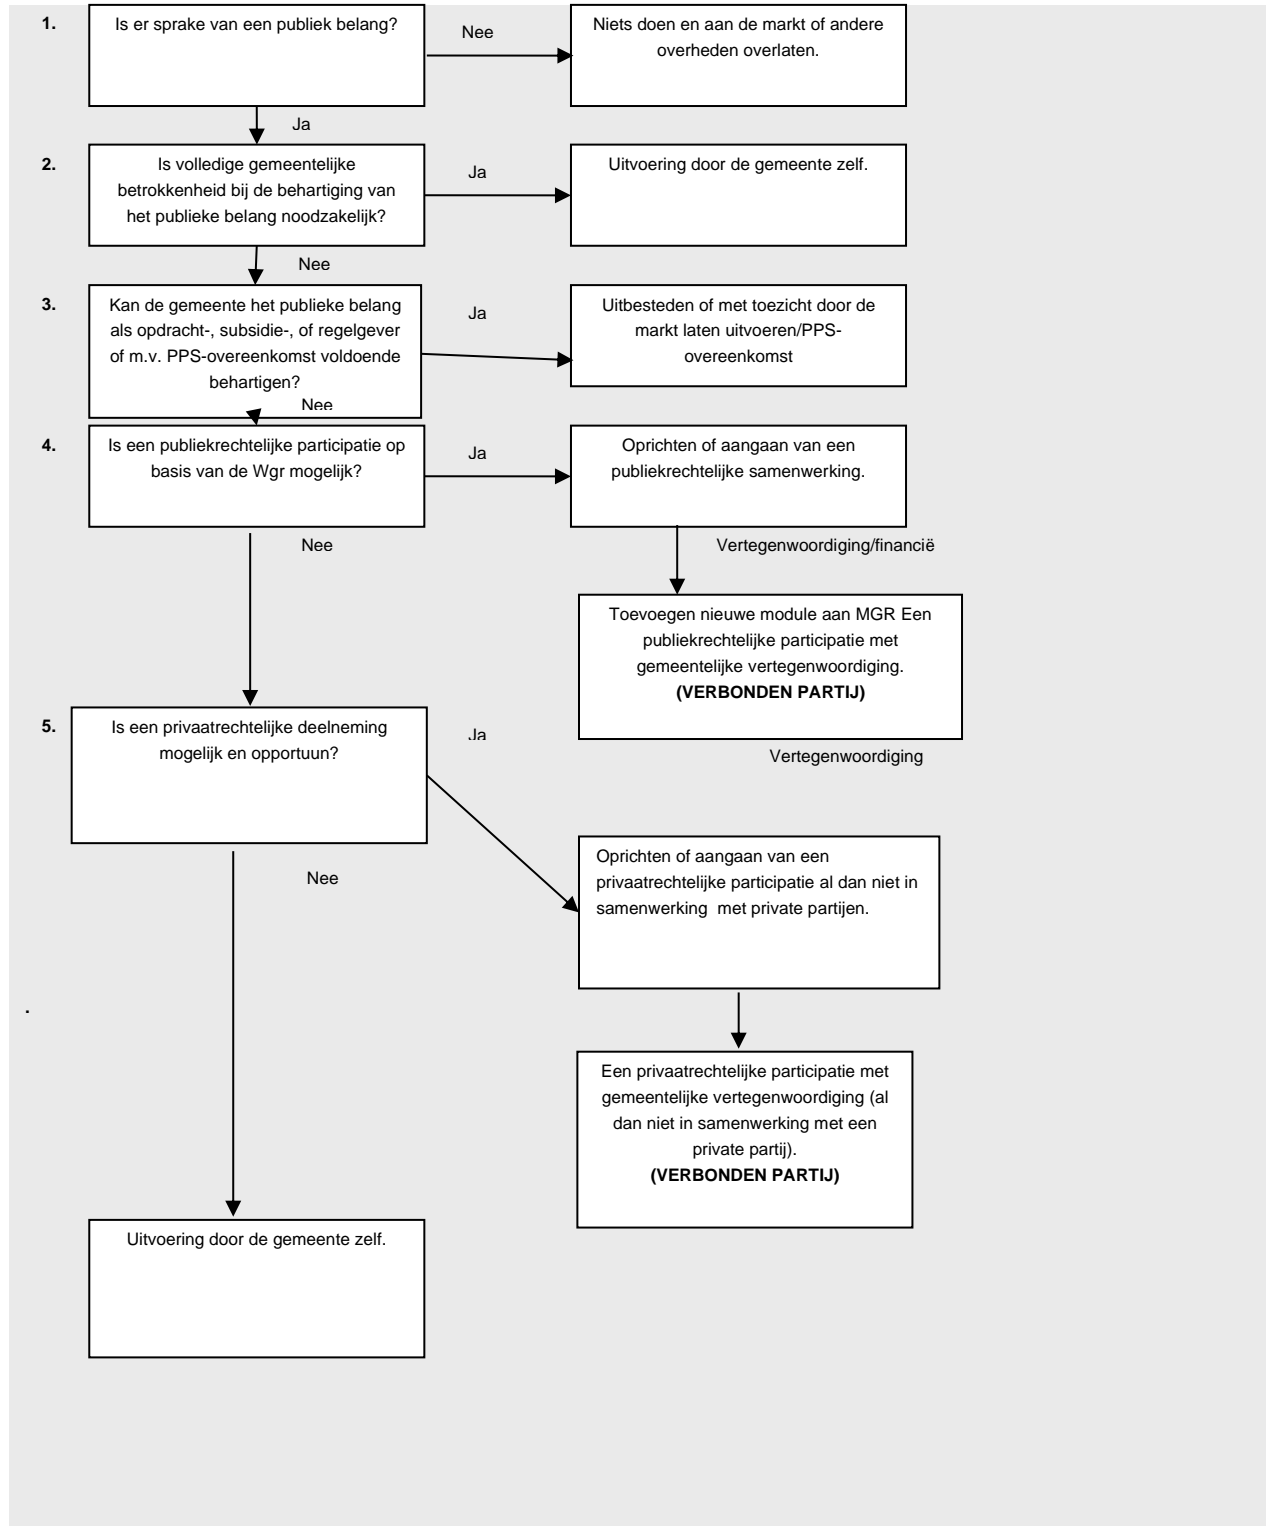 1.
Is er sprake van een publiek belang?
Nee
Niets doen en aan de markt of andere
overheden overlaten.
Ja
2.
Is volledige gemeentelijke
betrokkenheid bij de behartiging van
het publieke belang noodzakelijk?
Ja
Uitvoering door de gemeente zelf.
Nee
3.
Kan de gemeente het publieke belang
als opdracht-, subsidie-, of regelgever
of m.v. PPS-overeenkomst voldoende
behartigen?
Ja
Uitbesteden of met toezicht door de
markt laten uitvoeren/PPS-
overeenkomst
Nee
4.
Is een publiekrechtelijke participatie op
basis van de Wgr mogelijk?
Ja
Oprichten of aangaan van een
publiekrechtelijke samenwerking.
Nee
Vertegenwoordiging/financië
Toevoegen nieuwe module aan MGR Een
publiekrechtelijke participatie met
gemeentelijke vertegenwoordiging.
(VERBONDEN PARTIJ)
5.
Is een privaatrechtelijke deelneming
mogelijk en opportuun?
Ja
Vertegenwoordiging
Nee
Oprichten of aangaan van een
privaatrechtelijke participatie al dan niet in
samenwerking met private partijen.
.
Een privaatrechtelijke participatie met
gemeentelijke vertegenwoordiging (al
dan niet in samenwerking met een
private partij).
(VERBONDEN PARTIJ)
Uitvoering door de gemeente zelf.